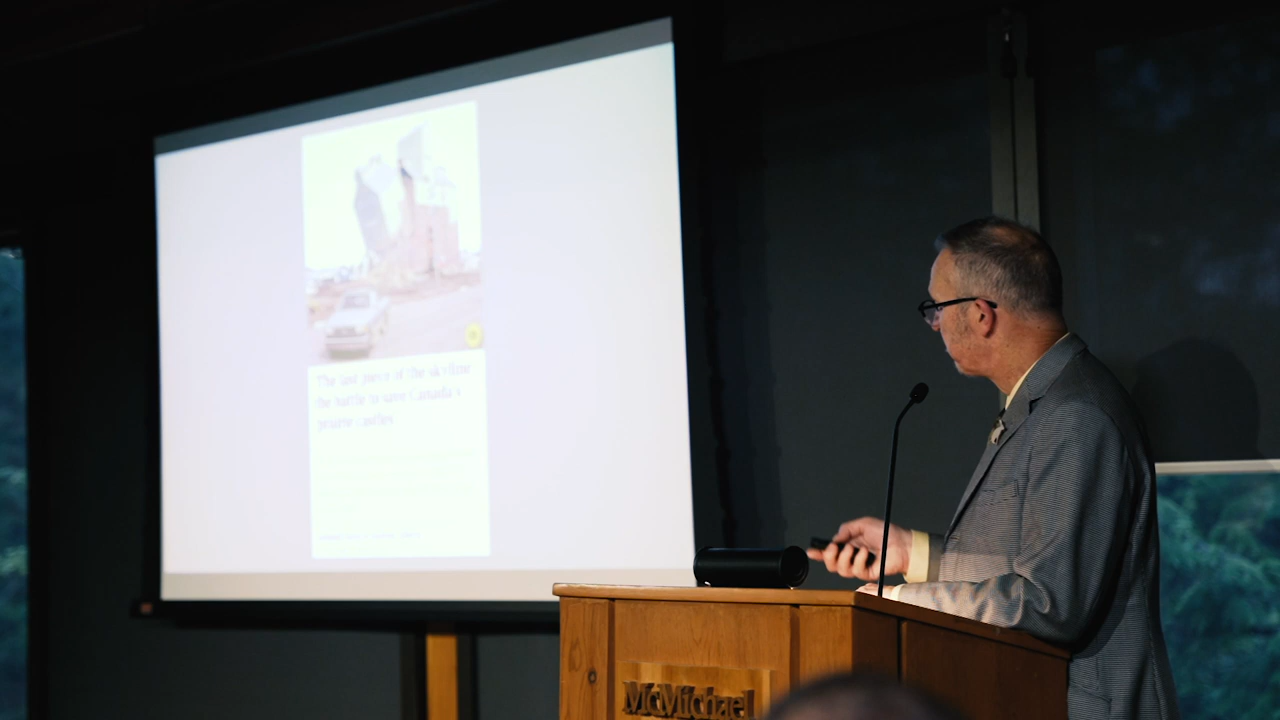 The last piece of the skyline
the battle to save Canada's
prairie castles
McMichael